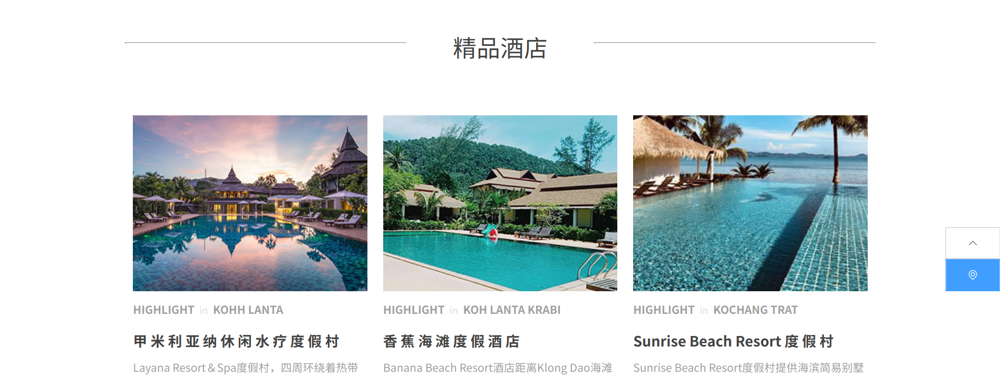 精品酒店
HIGHLIGHT in KOHH LANTA
甲米利亚纳休闲水疗度假村
Layana Resort＆Spa度假村，四周环绕着热带
HIGHLIGHT in KOH LANTA KRABI
香蕉海滩度假酒店
Banana Beach Resort酒店距离Klong Dao海滩
HIGHLIGHT in KOCHANG TRAT
Sunrise Beach Resort 度假村
Sunrise Beach Resort度假村提供海滨简易别墅